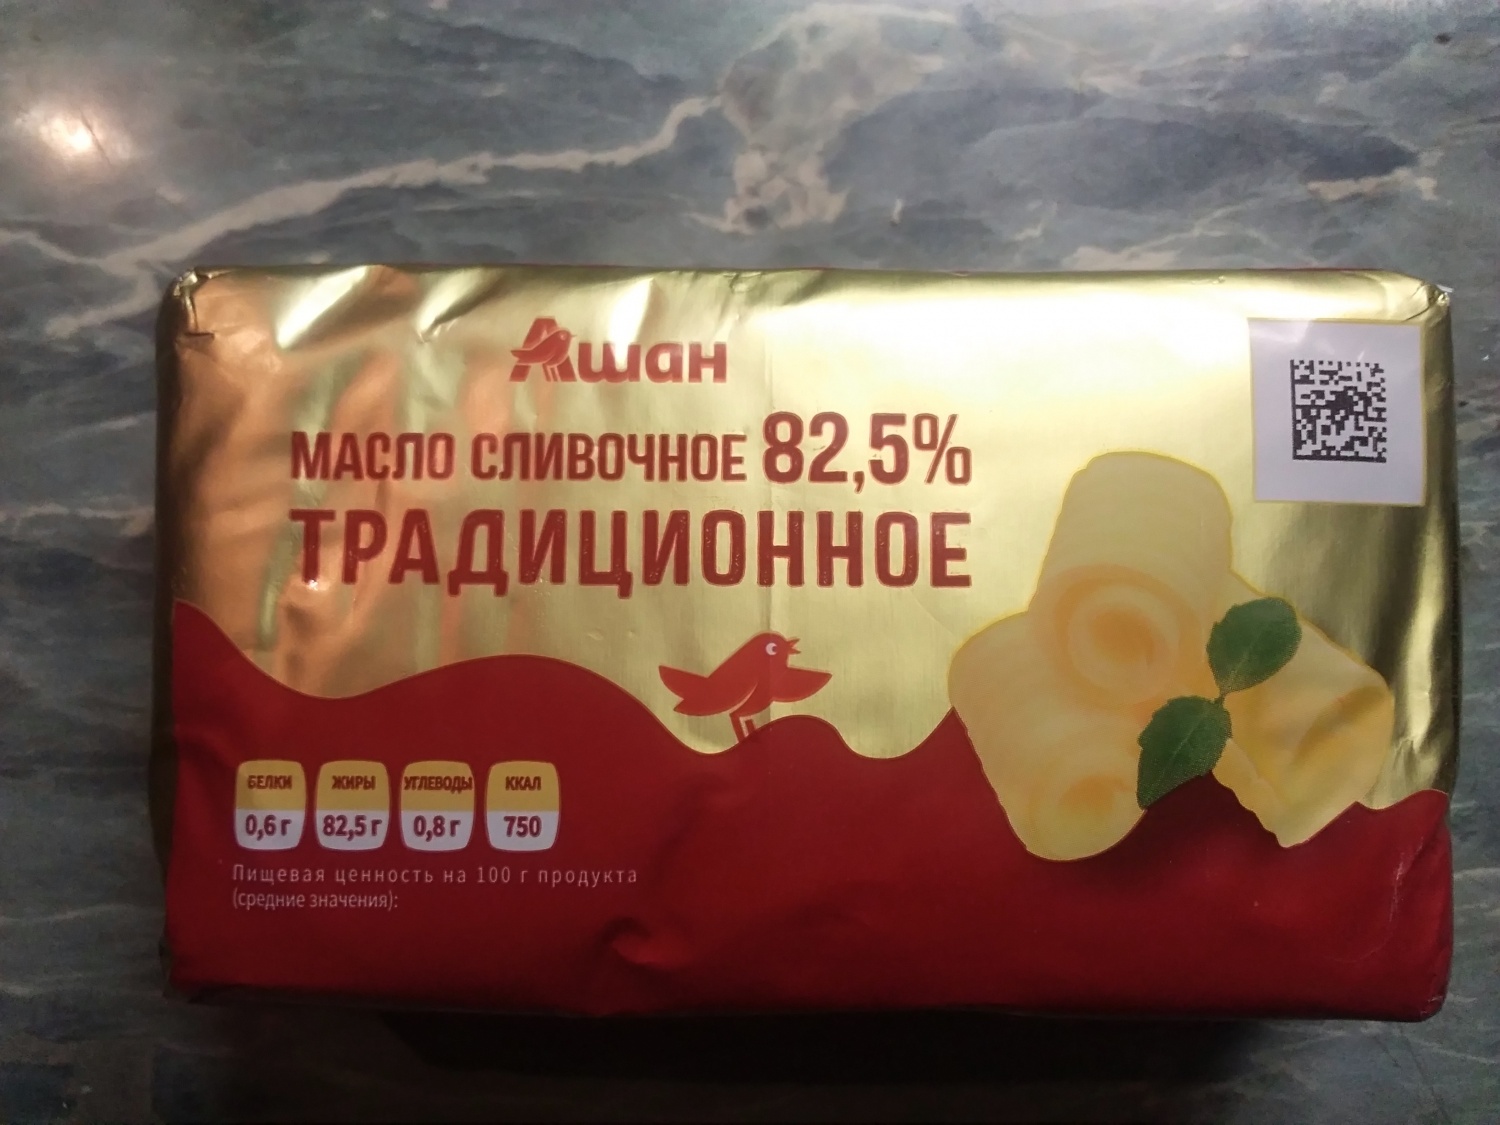 Ашан
МАСЛО СЛИВОЧНОЕ 82,5%
ТРАДИЦИОННОЕ
БЕЛКИ ЖИРЫ УГЛЕВОДЫ ККАЛ
0,6 г 82,5 г 0,8 г 750
Пищевая ценность на 100 г продукта
(средние значения):